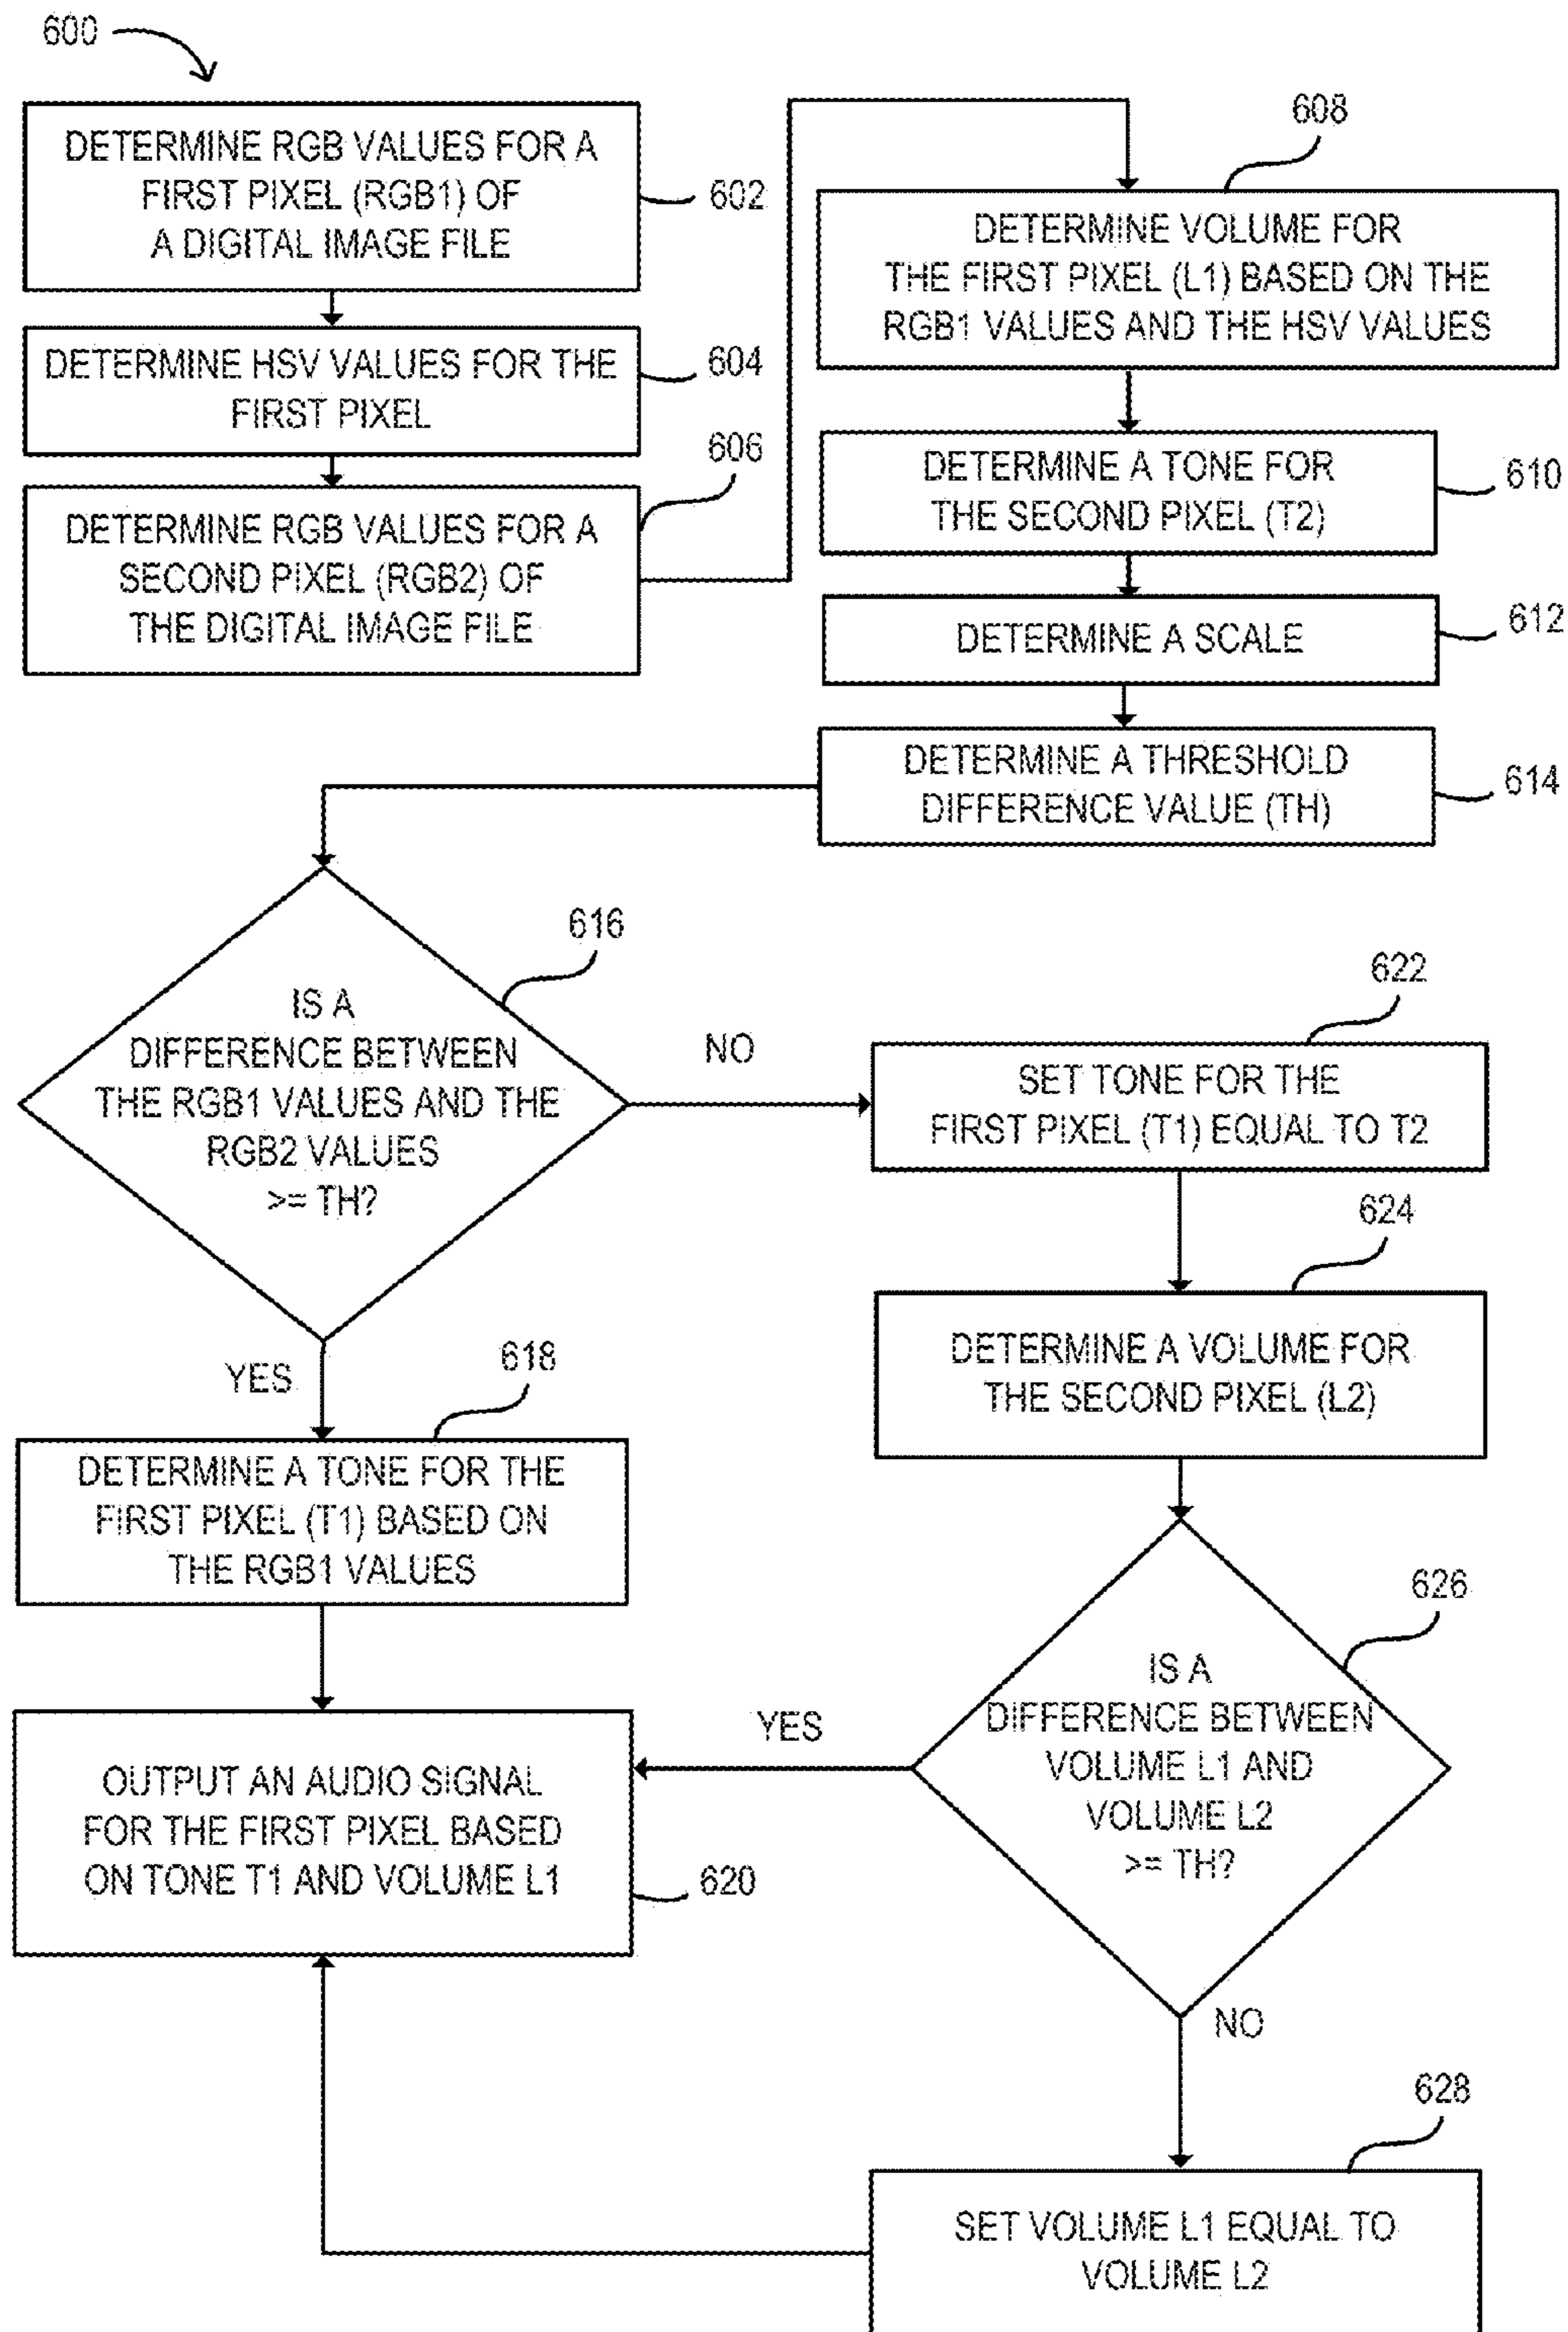 600
DETERMINE RGB VALUES FOR A
FIRST PIXEL (RGB1) OF
A DIGITAL IMAGE FILE
602
DETERMINE HSV VALUES FOR THE
FIRST PIXEL
604
606
DETERMINE RGB VALUES FOR A
SECOND PIXEL (RGB2) OF
THE DIGITAL IMAGE FILE
608
DETERMINE VOLUME FOR
THE FIRST PIXEL (L1) BASED ON THE
RGB1 VALUES AND THE HSV VALUES
DETERMINE A TONE FOR
THE SECOND PIXEL (T2)
610
DETERMINE A SCALE
612
DETERMINE A THRESHOLD
DIFFERENCE VALUE (TH)
614
616
IS A
DIFFERENCE BETWEEN
THE RGB1 VALUES AND THE
RGB2 VALUES
>= TH?
NO
622
SET TONE FOR THE
FIRST PIXEL (T1) EQUAL TO T2
624
DETERMINE A VOLUME FOR
THE SECOND PIXEL (L2)
YES
618
DETERMINE A TONE FOR THE
FIRST PIXEL (T1) BASED ON
THE RGB1 VALUES
626
IS A
DIFFERENCE BETWEEN
VOLUME L1 AND
VOLUME L2
>= TH?
YES
OUTPUT AN AUDIO SIGNAL
FOR THE FIRST PIXEL BASED
ON TONE T1 AND VOLUME L1
620
NO
628
SET VOLUME L1 EQUAL TO
VOLUME L2